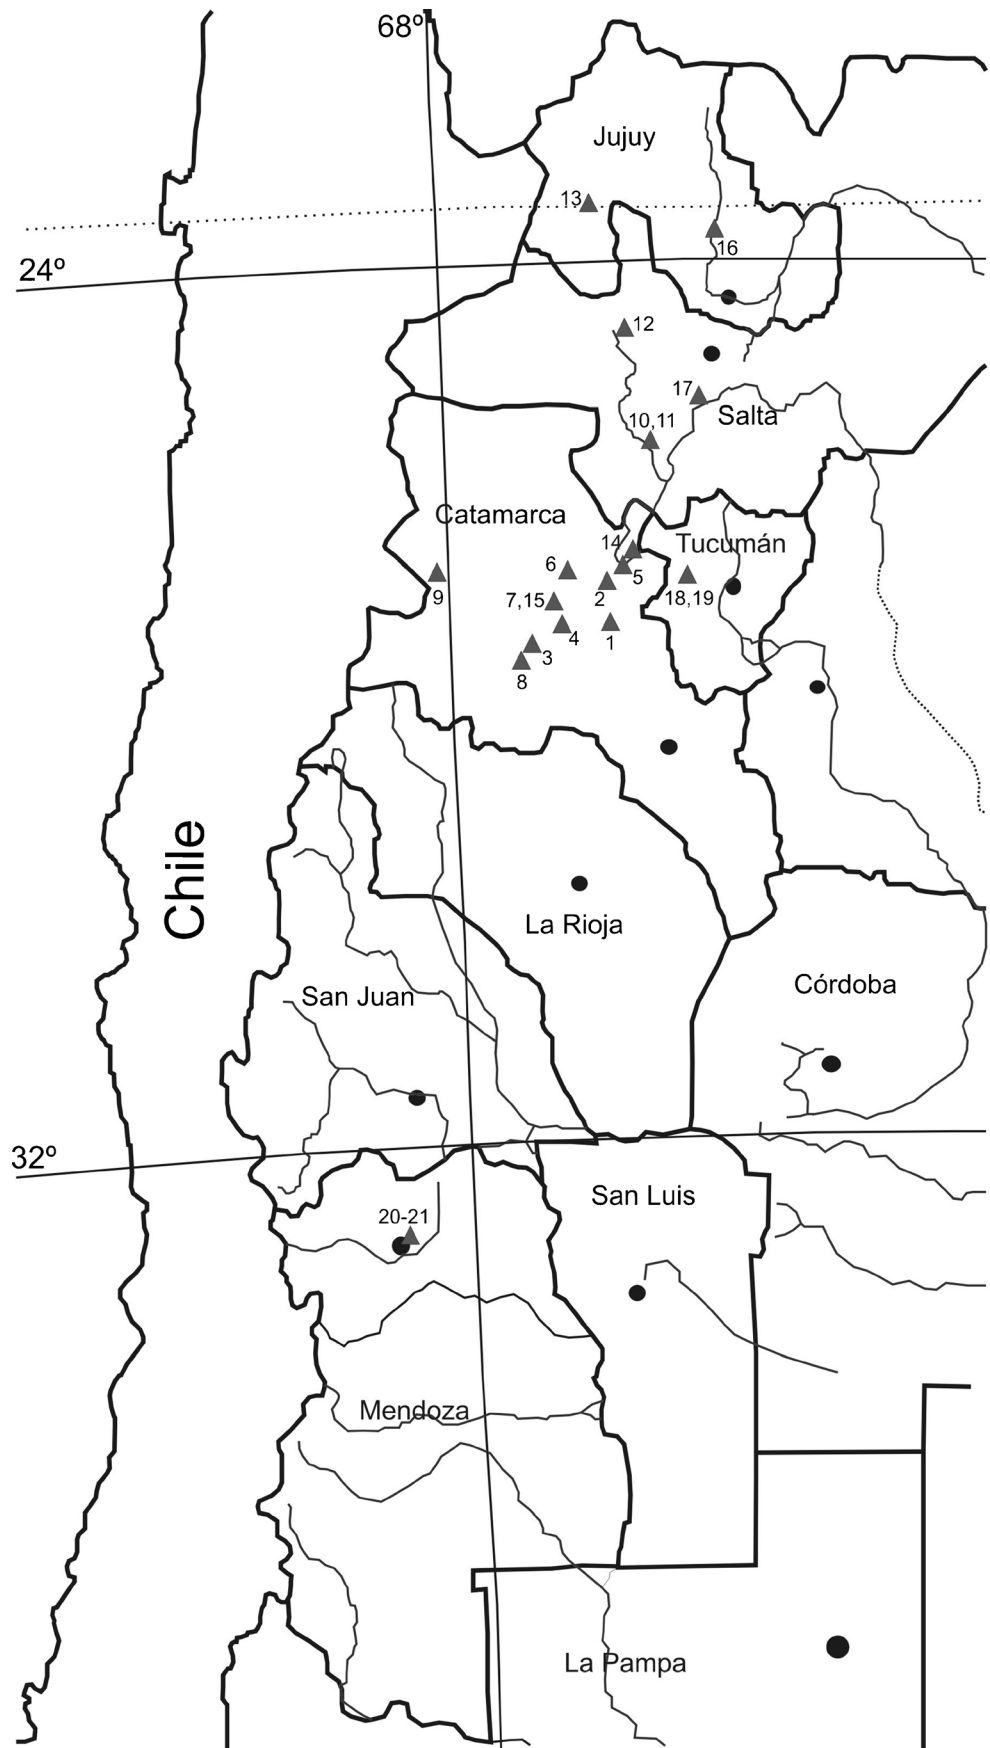 68º
Jujuy
13
16
24º
12
17
Salta
10,11
Catamarca
14
Tucumán
6
5
9
7,15
2
18,19
4
1
3
8
Chile
La Rioja
Córdoba
San Juan
32º
San Luis
20-21
Mendoza
La Pampa